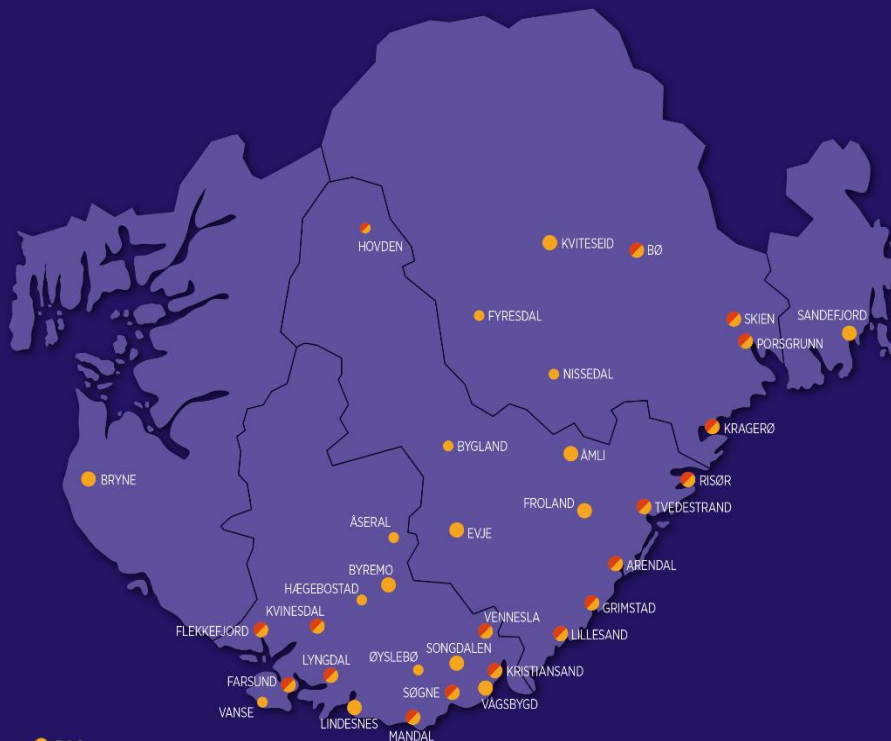 HOVDEN
KVITESEID
BØ
FYRESDAL
SKIEN
SANDEFJORD
PORSGRUNN
NISSEDAL
KRAGERØ
BYGLAND
ÅMLI
BRYNE
RISØR
FROLAND
TVEDESTRAND
ÅSERAL
EVJE
ARENDAL
BYREMO
HÆGEBOSTAD
GRIMSTAD
KVINESDAL
VENNESLA
FLEKKEFJORD
LILLESAND
SONGDALEN
LYNGDAL
ØYSLEBØ
KRISTIANSAND
FARSUND
SØGNE
VÅGSBYGD
VANSE
LINDESNES
MANDAL